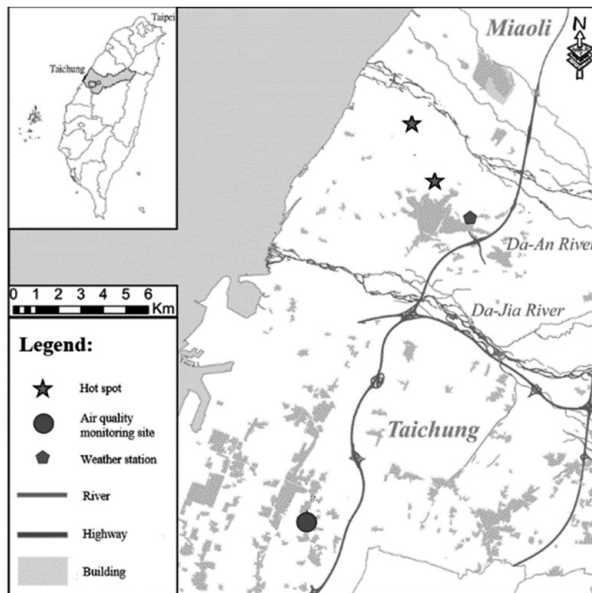 Taipei
Taichung
Miaoli
N
Da-An River
Da-Jia River
Taichung
0 1 2 3 4 5 6
Km
Legend:
Hot spot
Air quality
monitoring site
Weather station
River
Highway
Building